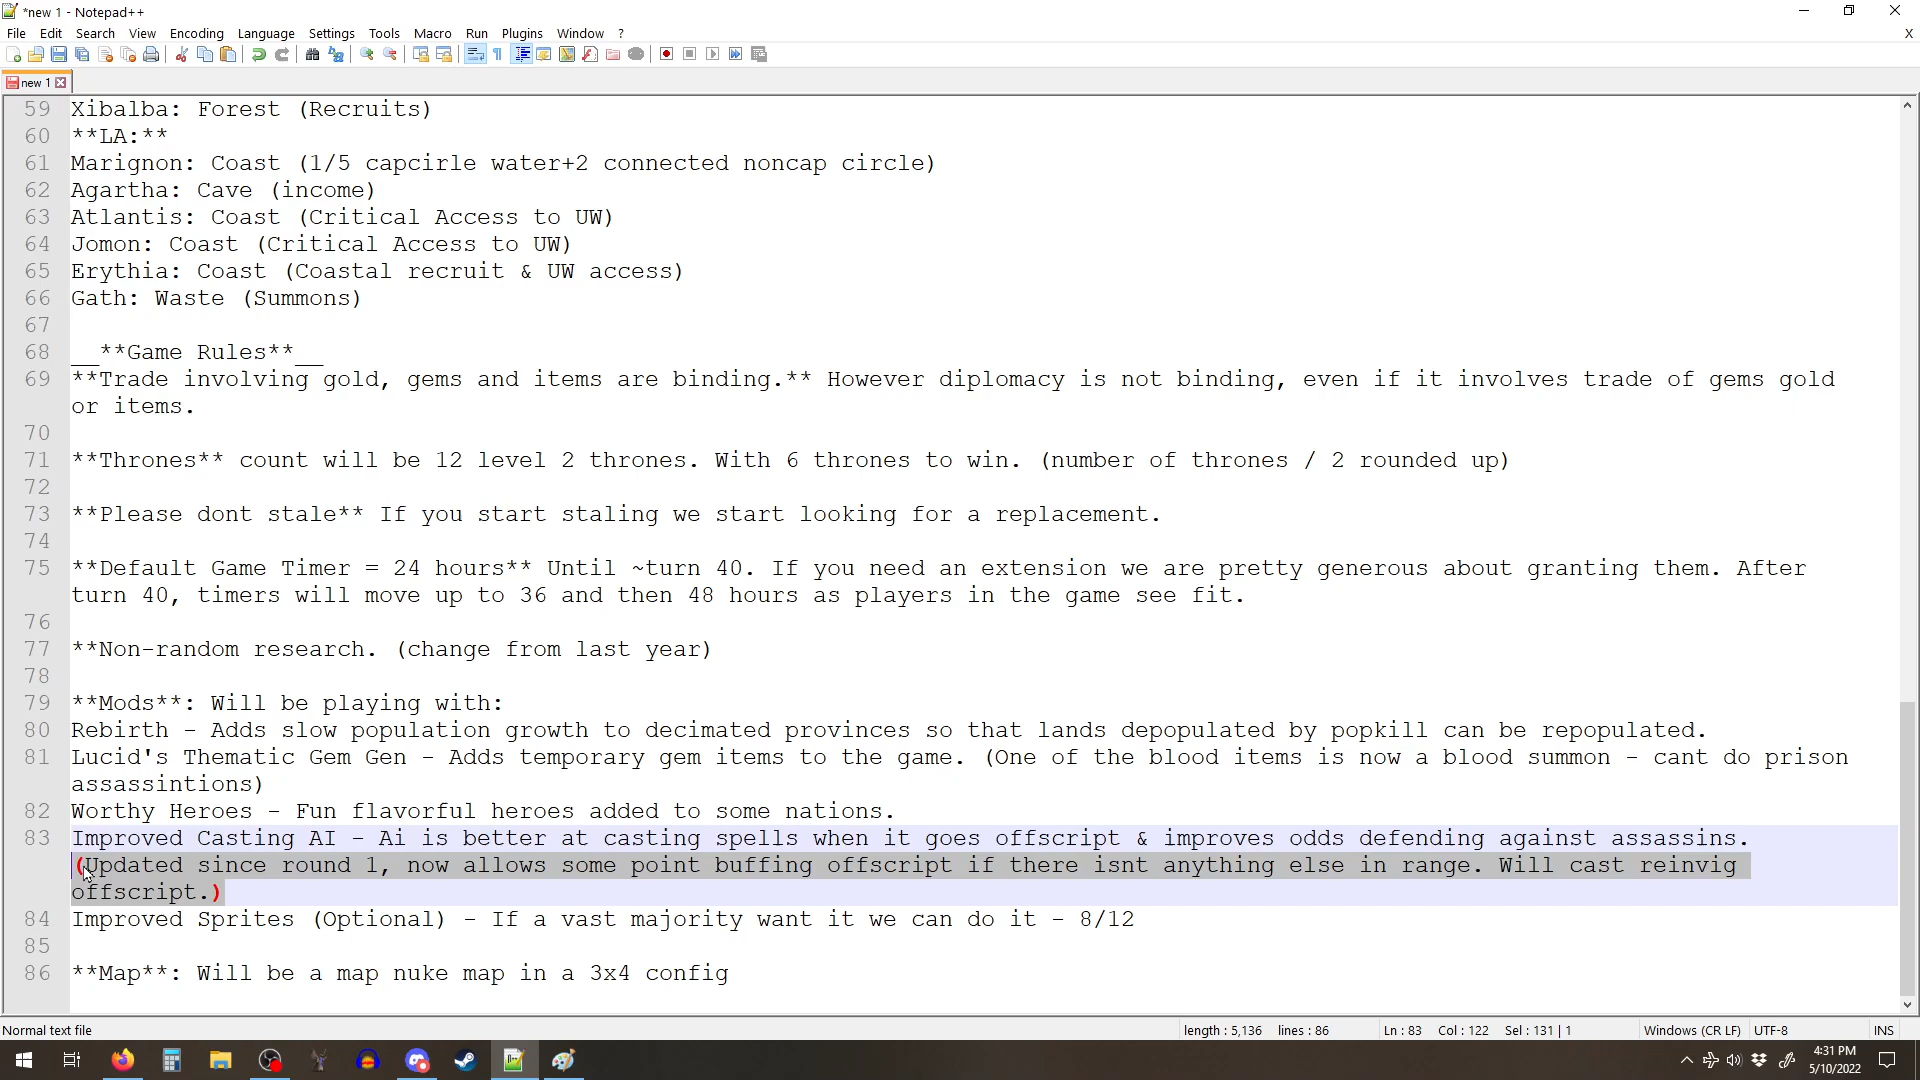 *new 1 - Notepad++
File Edit Search View Encoding Language Settings Tools Macro Run Plugins Window ? X
new 1
59 Xibalba: Forest (Recruits)
60 **LA:**
61 Marignon: Coast (1/5 capcirle water+2 connected noncap circle)
62 Agartha: Cave (income)
63 Atlantis: Coast (Critical Access to UW)
64 Jomon: Coast (Critical Access to UW)
65 Erythia: Coast (Coastal recruit & UW access)
66 Gath: Waste (Summons)
67
68 __**Game Rules**__
69 **Trade involving gold, gems and items are binding.** However diplomacy is not binding, even if it involves trade of gems gold
or items.
70
71 **Thrones** count will be 12 level 2 thrones. With 6 thrones to win. (number of thrones / 2 rounded up)
72
73 **Please dont stale** If you start staling we start looking for a replacement.
74
75 **Default Game Timer = 24 hours** Until ~turn 40. If you need an extension we are pretty generous about granting them. After
turn 40, timers will move up to 36 and then 48 hours as players in the game see fit.
76
77 **Non-random research. (change from last year)
78
79 **Mods**: Will be playing with:
80 Rebirth - Adds slow population growth to decimated provinces so that lands depopulated by popkill can be repopulated.
81 Lucid's Thematic Gem Gen - Adds temporary gem items to the game. (One of the blood items is now a blood summon - cant do prison
assassintions)
82 Worthy Heroes - Fun flavorful heroes added to some nations.
83 Improved Casting AI - Ai is better at casting spells when it goes offscript & improves odds defending against assassins.
(Updated since round 1, now allows some point buffing offscript if there isnt anything else in range. Will cast reinvig
offscript.)
84 Improved Sprites (Optional) - If a vast majority want it we can do it - 8/12
85
86 **Map**: Will be a map nuke map in a 3x4 config
Normal text file length : 5,136 lines : 86 Ln : 83 Col : 122 Sel : 131 | 1 Windows (CR LF) UTF-8 INS
4:31 PM
5/10/2022